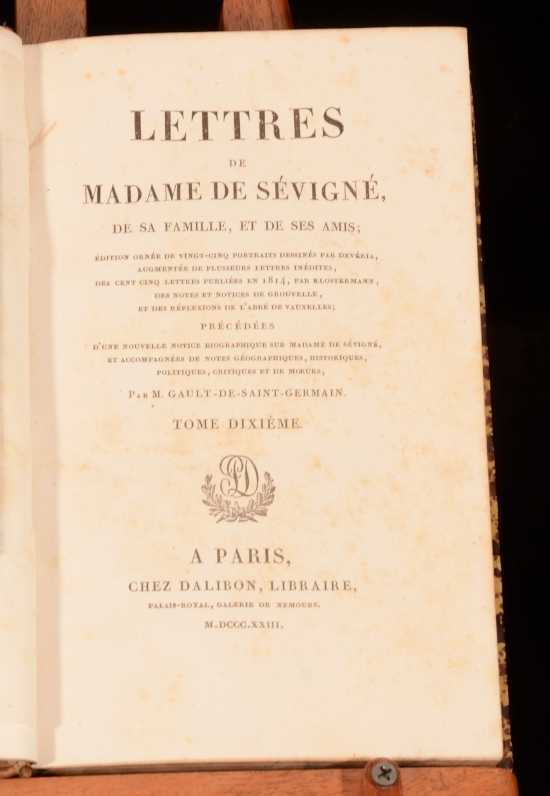 LETTRES
DE
MADAME DE SÉVIGNÉ,
DE SA FAMILLE, ET DE SES AMIS;
ÉDITION ORNÉE DE VINGT-CINQ PORTRAITS DESSINÉS PAR DEVÉRIA,
AUGMENTÉE DE PLUSIEURS LETTRES INÉDITES,
DES CENT CINQ LETTRES PUBLIÉES EN 1814, PAR KLOSTERMANN,
DES NOTES ET NOTICES DE GROUVELLE,
ET DES RÉFLEXIONS DE L'ABBÉ DE VAUXELLES;
PRÉCÉDÉES
D'UNE NOUVELLE NOTICE BIOGRAPHIQUE SUR MADAME DE SÉVIGNÉ,
ET ACCOMPAGNÉES DE NOTES GÉOGRAPHIQUES, HISTORIQUES,
POLITIQUES, CRITIQUES ET DE MŒURS,
PAR M. GAULT-DE-SAINT-GERMAIN.
TOME DIXIÈME.
PD
A PARIS,
CHEZ DALIBON, LIBRAIRE,
PALAIS-ROYAL, GALERIE DE NEMOURS.
M.DCCC.XXIII.